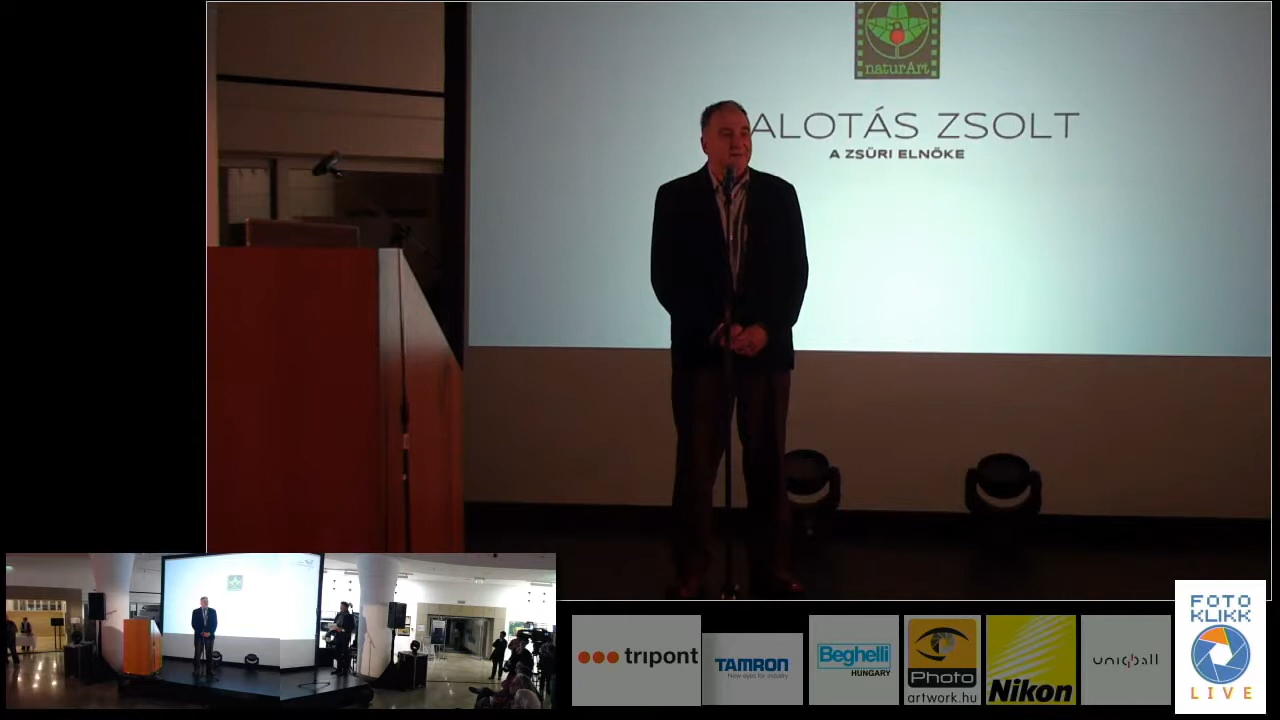 naturArt
ALOTÁS ZSOLT
A ZSŰRI ELNÖKE
tripont
TAMRON
New eyes for industry
Beghelli
HUNGARY
Photo
artwork.hu
Nikon
uniqball
FOTO
KLIKK
LIVE